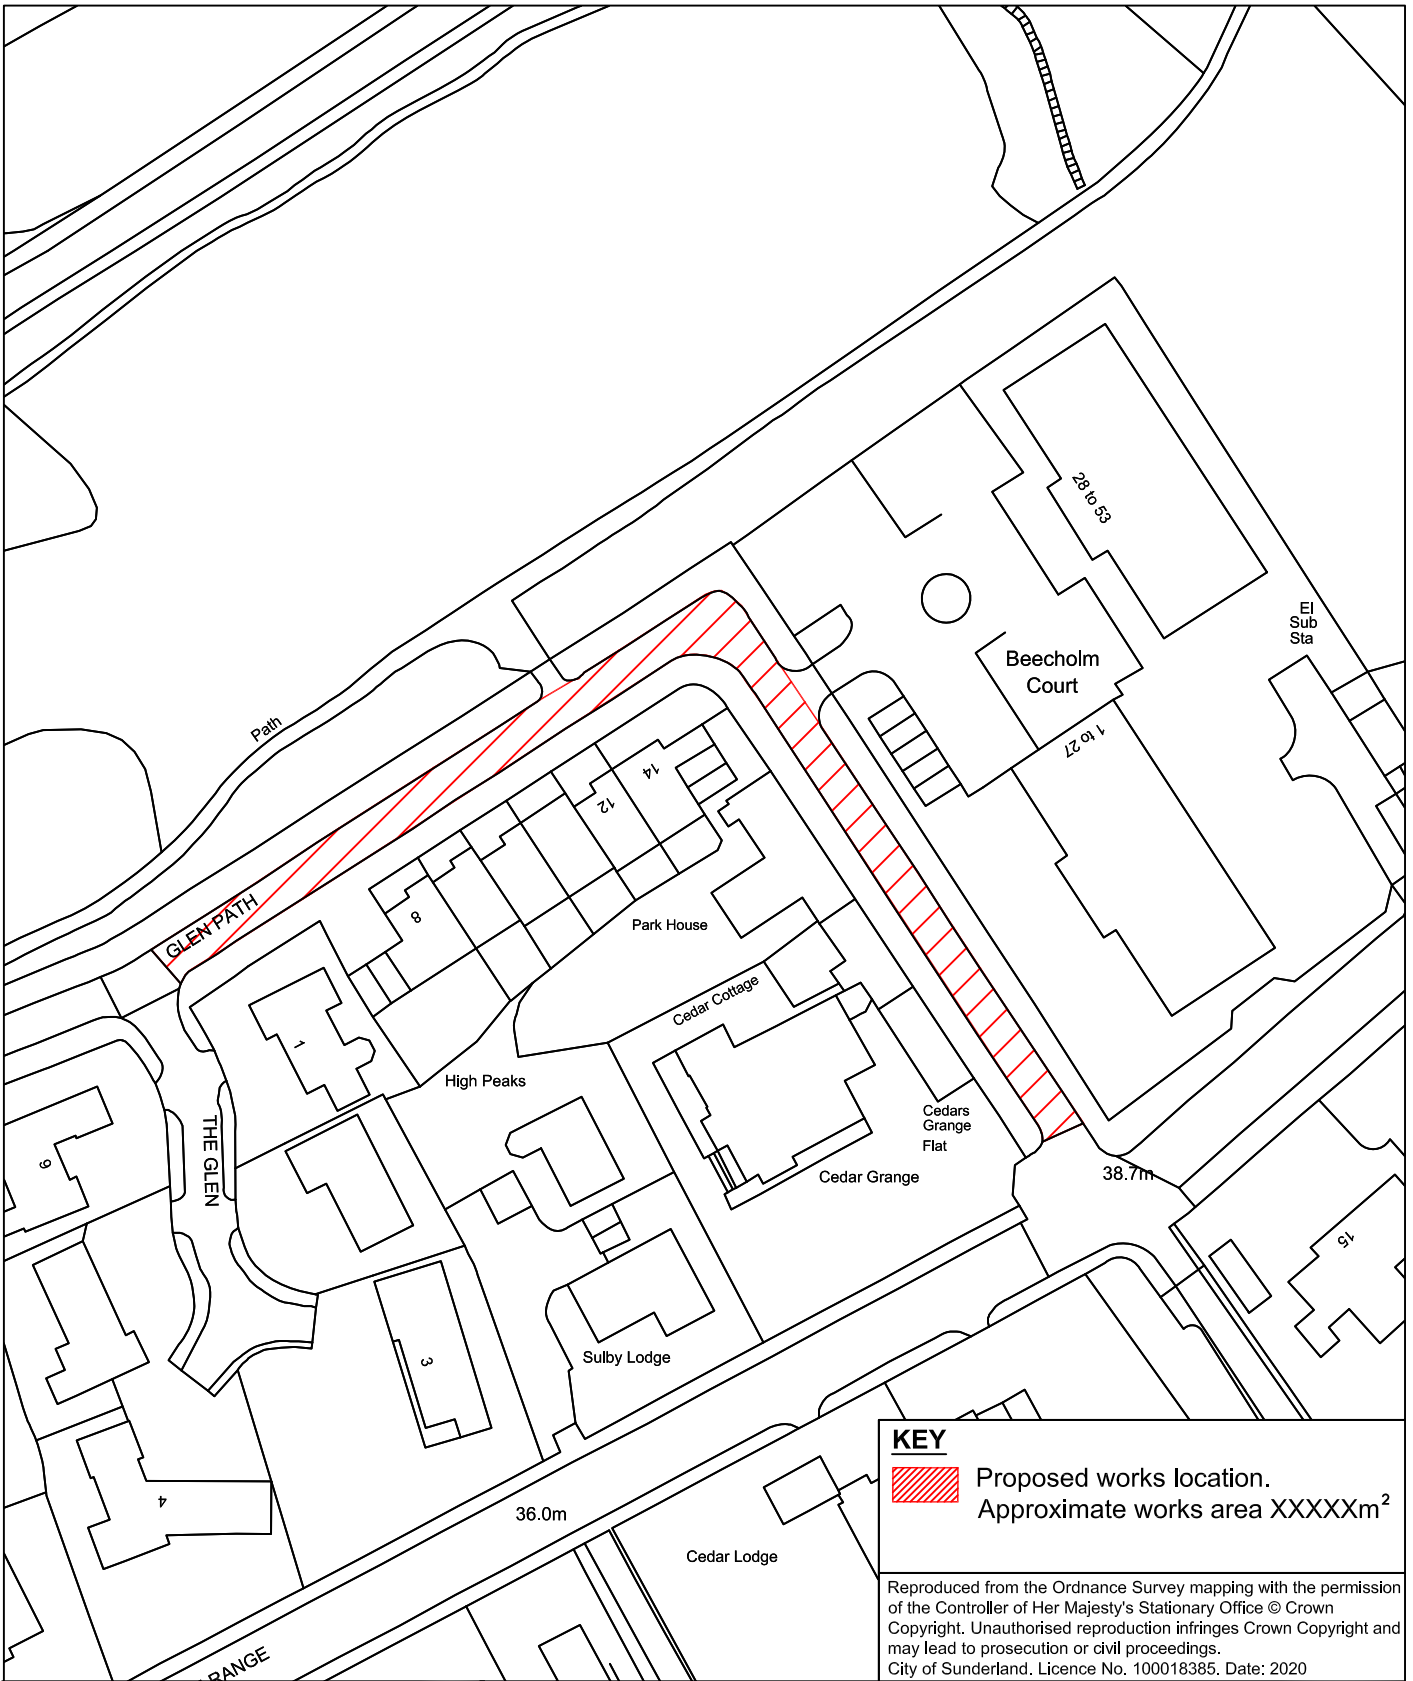 28 to 53
El
Sub
Sta
Beecholm
Court
1 to 27
Path
14
12
8
GLEN PATH
Park House
Cedar Cottage
1
High Peaks
Cedars
Grange
Flat
THE GLEN
9
Cedar Grange
38.7m
15
3
Sulby Lodge
4
36.0m
Cedar Lodge
RANGE
KEY
Proposed works location.
Approximate works area XXXXXm²
Reproduced from the Ordnance Survey mapping with the permission
of the Controller of Her Majesty's Stationary Office © Crown
Copyright. Unauthorised reproduction infringes Crown Copyright and
may lead to prosecution or civil proceedings.
City of Sunderland. Licence No. 100018385. Date: 2020